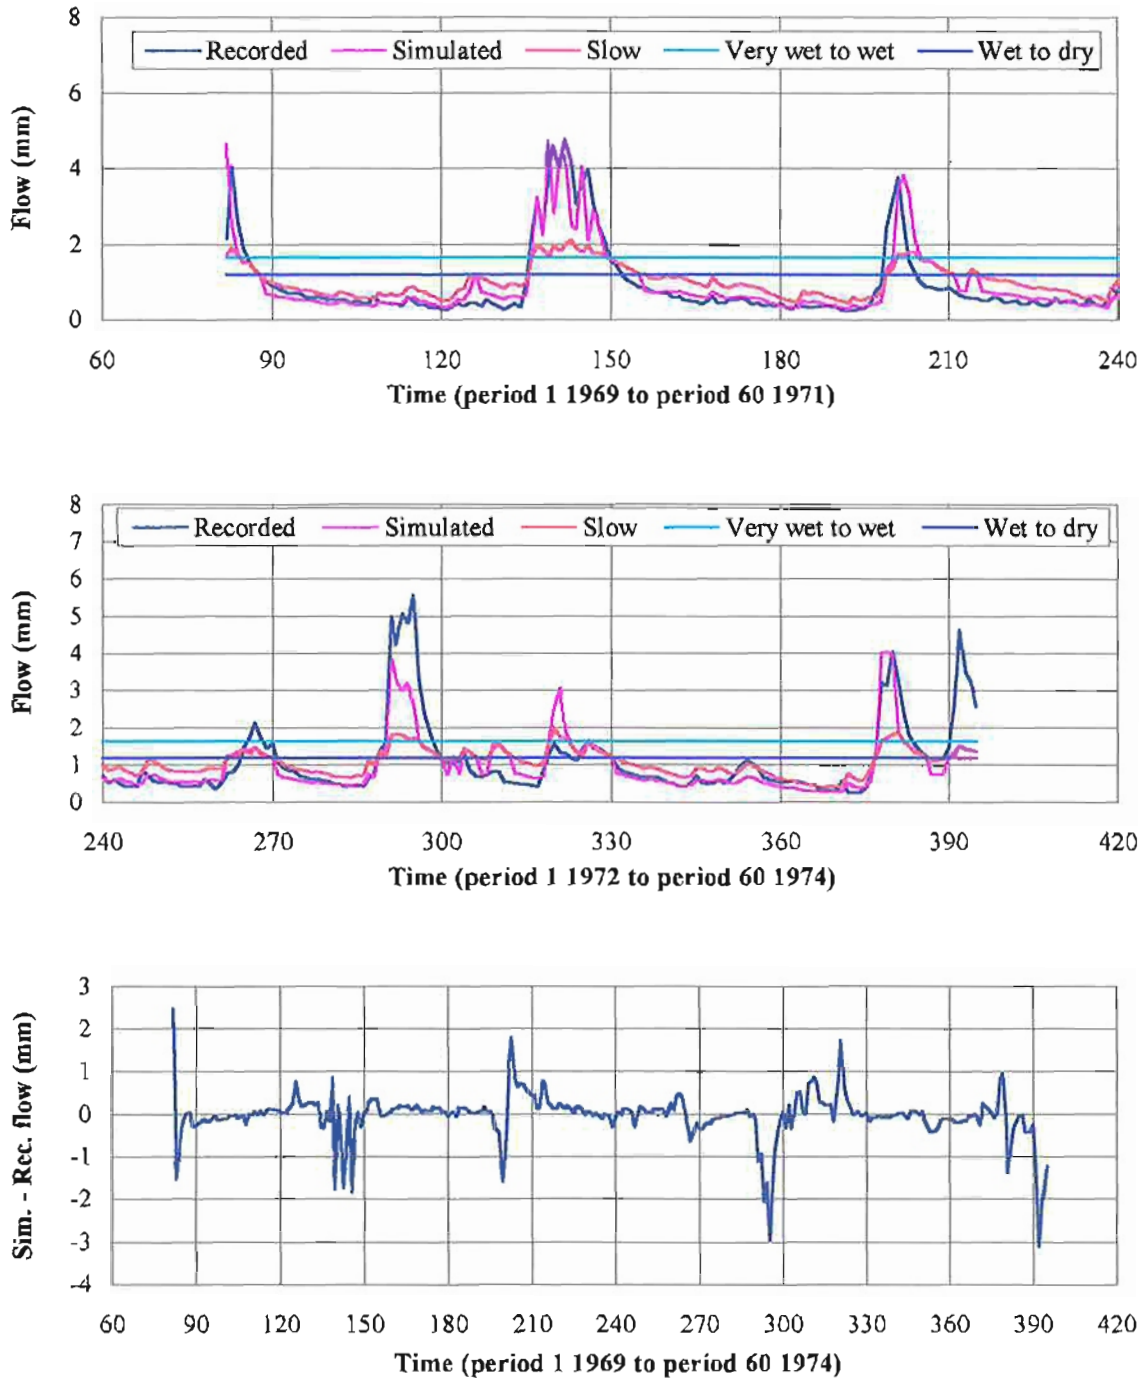 8
Recorded Simulated Slow Very wet to wet Wet to dry
6
4
2
0
Flow (mm)
60 90 120 150 180 210 240
Time (period 1 1969 to period 60 1971)
8
Recorded Simulated Slow Very wet to wet Wet to dry
7
6
5
4
3
2
1
0
Flow (mm)
240 270 300 330 360 390 420
Time (period 1 1972 to period 60 1974)
3
2
1
0
-1
-2
-3
-4
Sim. - Rec. flow (mm)
60 90 120 150 180 210 240 270 300 330 360 390 420
Time (period 1 1969 to period 60 1974)